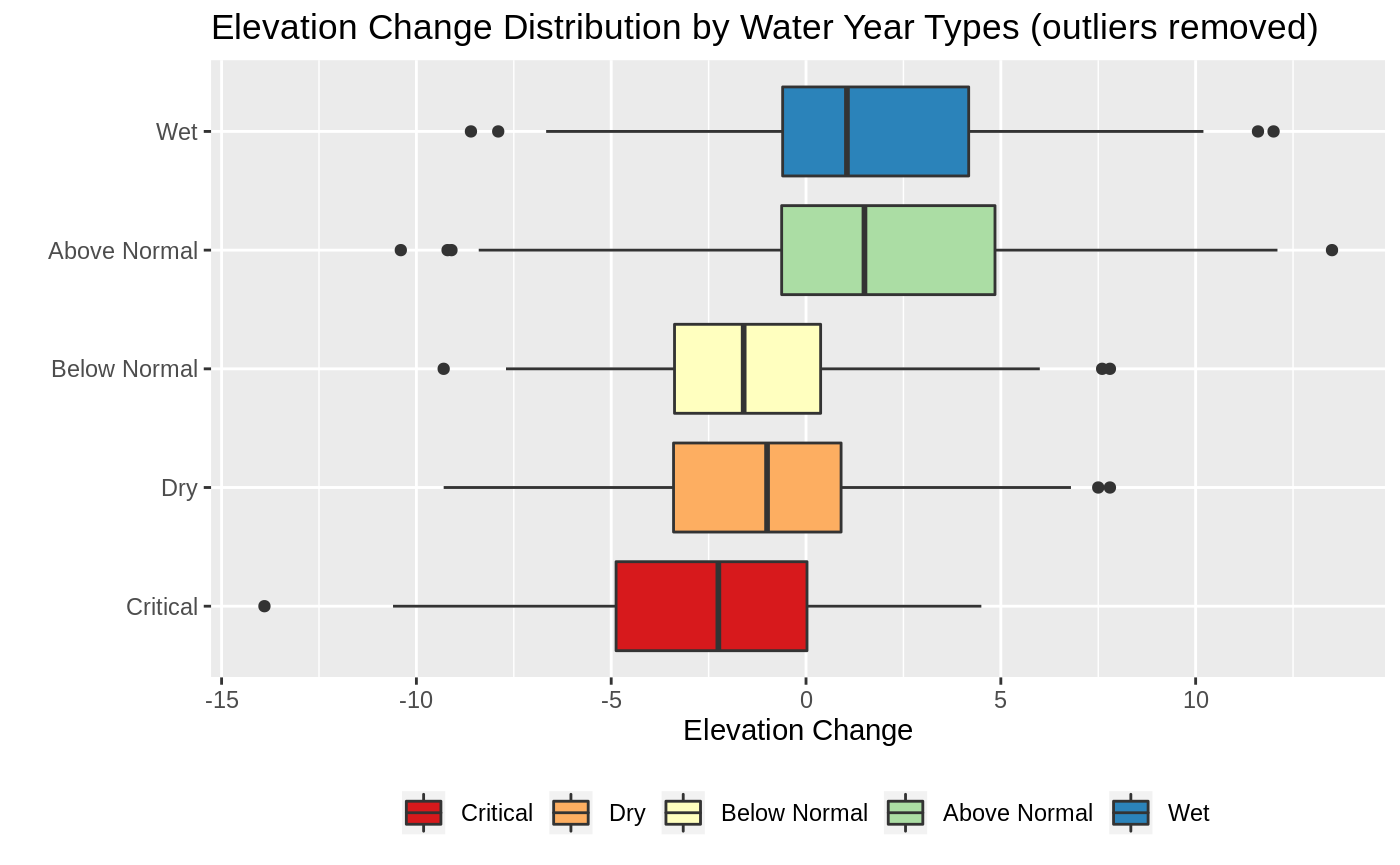 Elevation Change Distribution by Water Year Types (outliers removed)
Wet
Above Normal
Below Normal
Dry
Critical
-15 -10 -5 0 5 10
Elevation Change
Critical Dry Below Normal Above Normal Wet